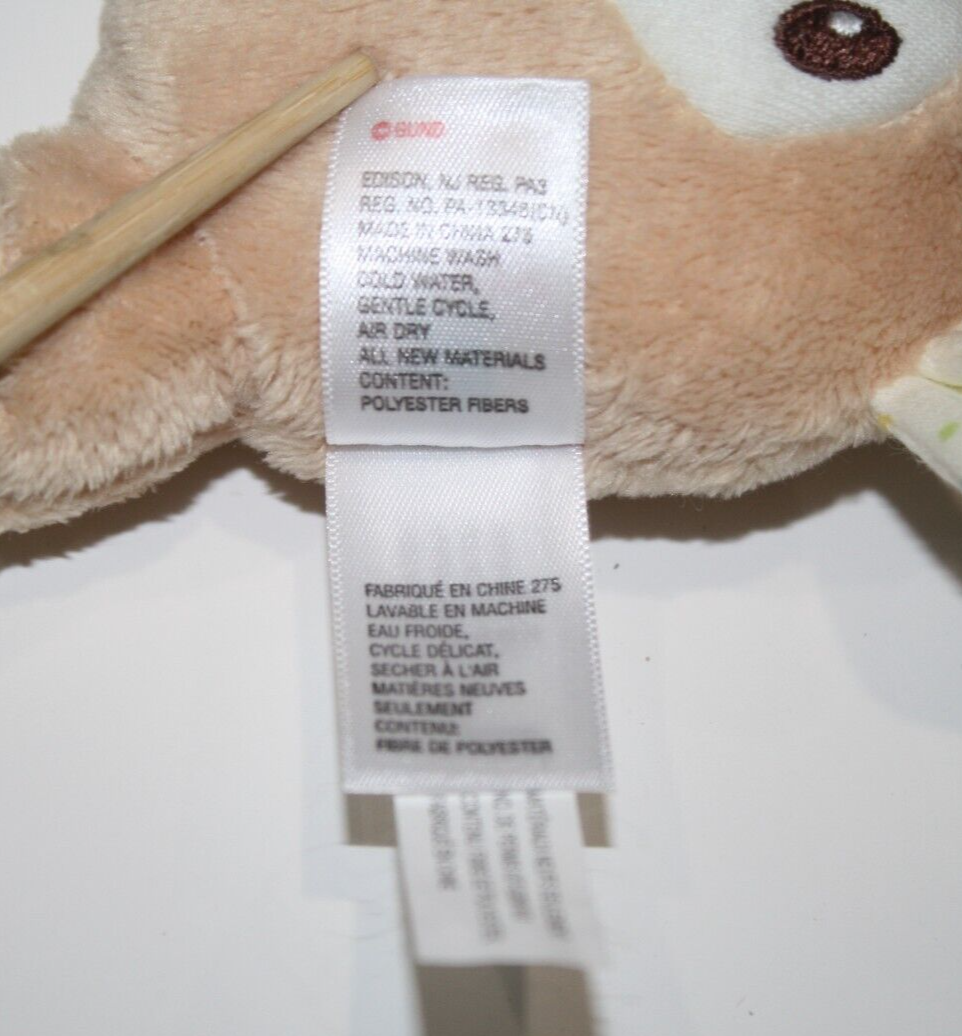 © GUND
EDISON, NJ REG. PA3
REG. NO. PA-13346(CN)
MADE IN CHINA 275
MACHINE WASH
COLD WATER,
GENTLE CYCLE,
AIR DRY
ALL NEW MATERIALS
CONTENT:
POLYESTER FIBERS
FABRIQUÉ EN CHINE 275
LAVABLE EN MACHINE
EAU FROIDE,
CYCLE DÉLICAT,
SECHER À L'AIR
MATIÈRES NEUVES
SEULEMENT
CONTENU:
FIBRE DE POLYESTER